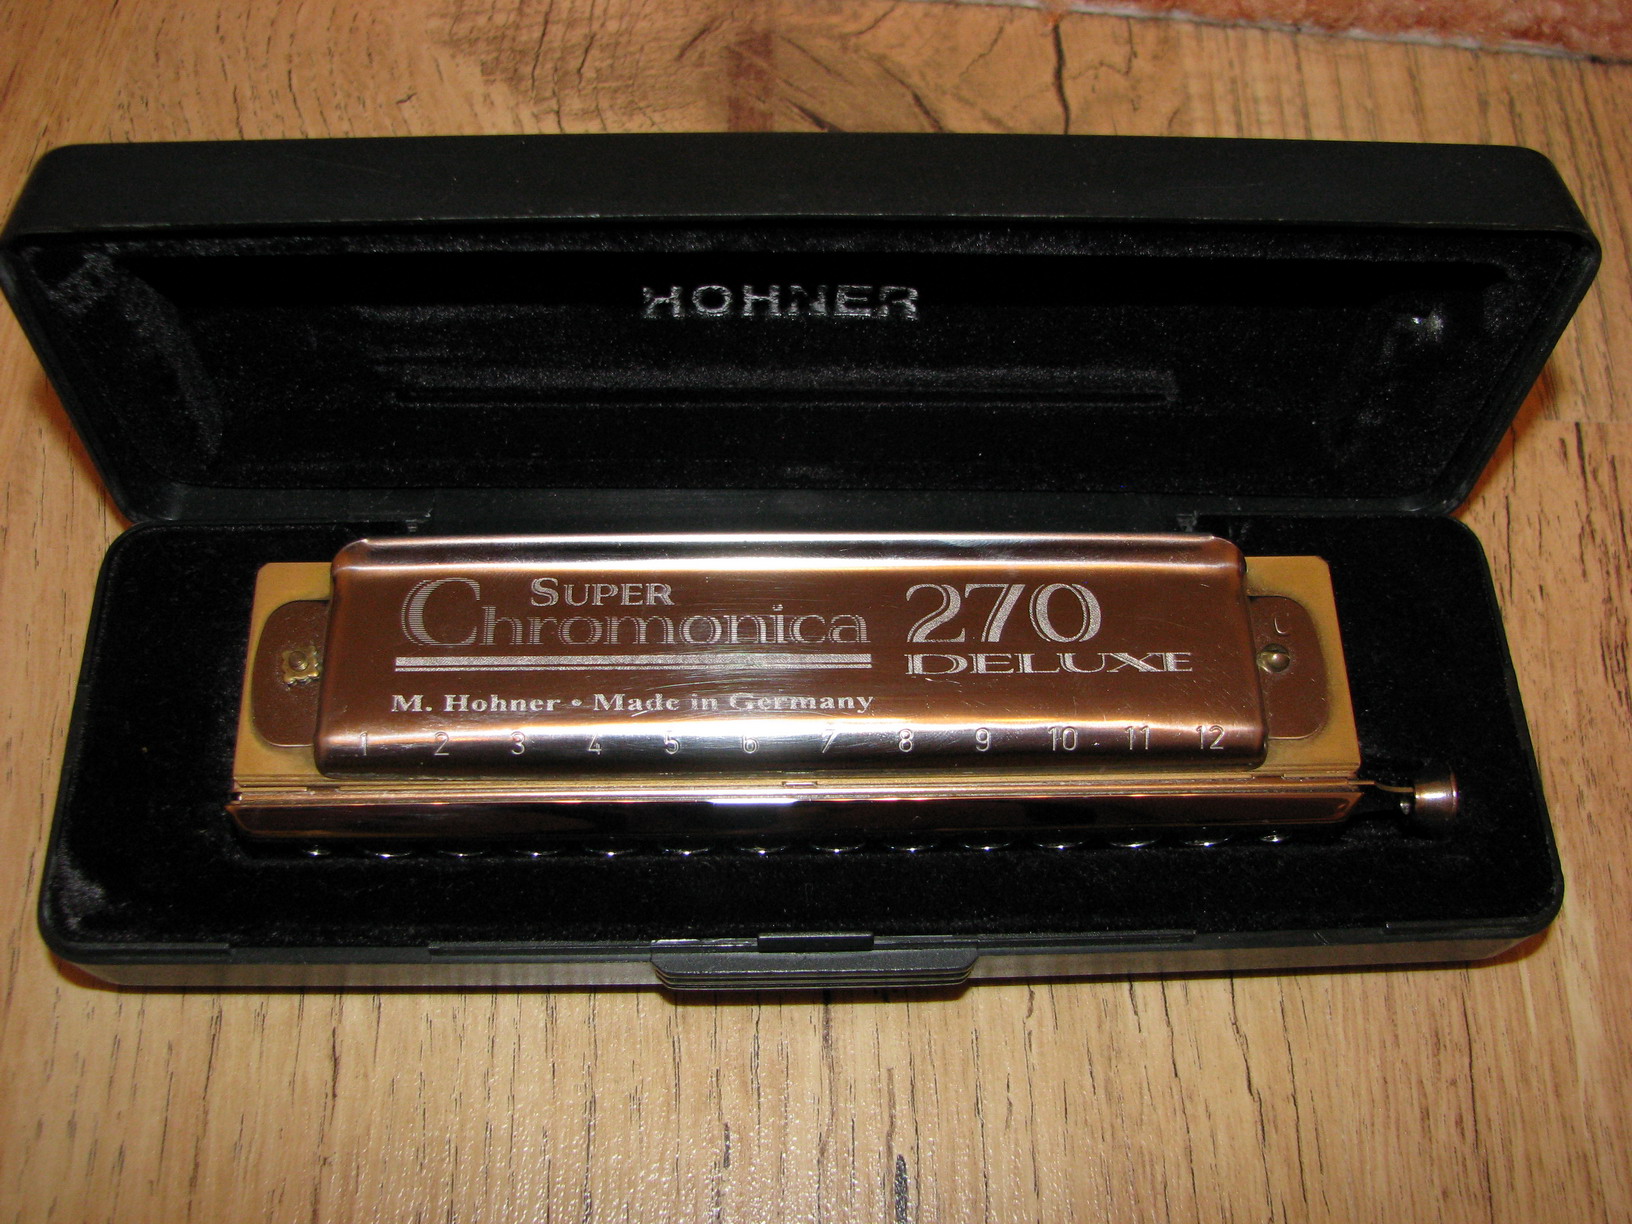 HOHNER
SUPER
Chromonica 270
DELUXE
M. Hohner • Made in Germany
1 2 3 4 5 6 7 8 9 10 11 12
C